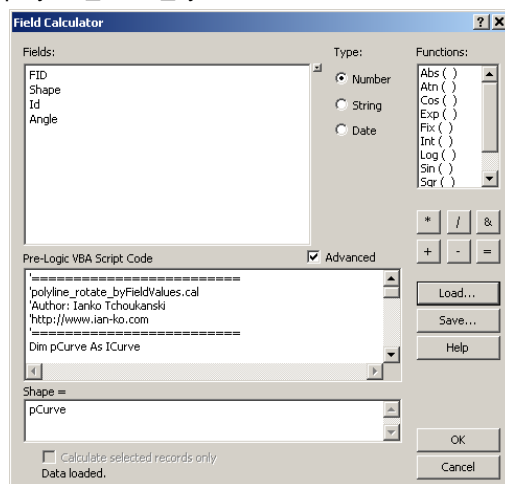 Field Calculator
Fields:
Type:
Functions:
FID
Shape
Id
Angle
Number
String
Date
Abs ( )
Atn ( )
Cos ( )
Exp ( )
Fix ( )
Int ( )
Log ( )
Sin ( )
Sqr ( )
* / &
+ - =
Pre-Logic VBA Script Code
Advanced
'==========================
'polyline_rotate_byFieldValues.cal
'Author: Ianko Tchoukanski
'http://www.ian-ko.com
'==========================
Dim pCurve As ICurve
Load...
Save...
Help
Shape =
pCurve
Calculate selected records only
Data loaded.
OK
Cancel